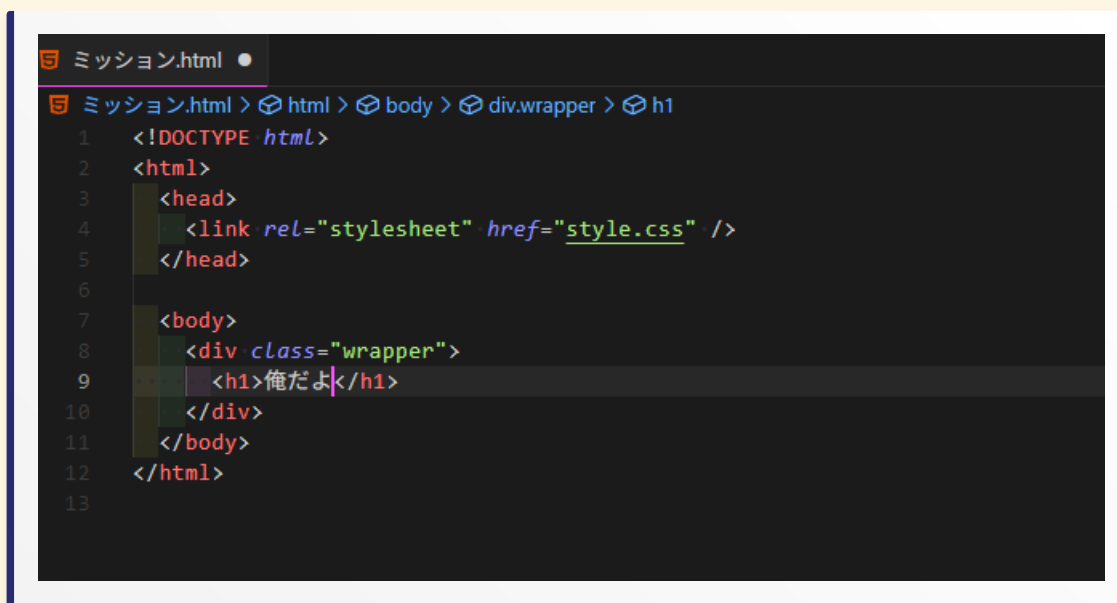 ミッション.html ●
ミッション.html > html > body > div.wrapper > h1
1 <!DOCTYPE html>
2 <html>
3   <head>
4     <link rel="stylesheet" href="style.css" />
5   </head>
6
7   <body>
8     <div class="wrapper">
9       <h1>俺だよ</h1>
10     </div>
11   </body>
12 </html>
13